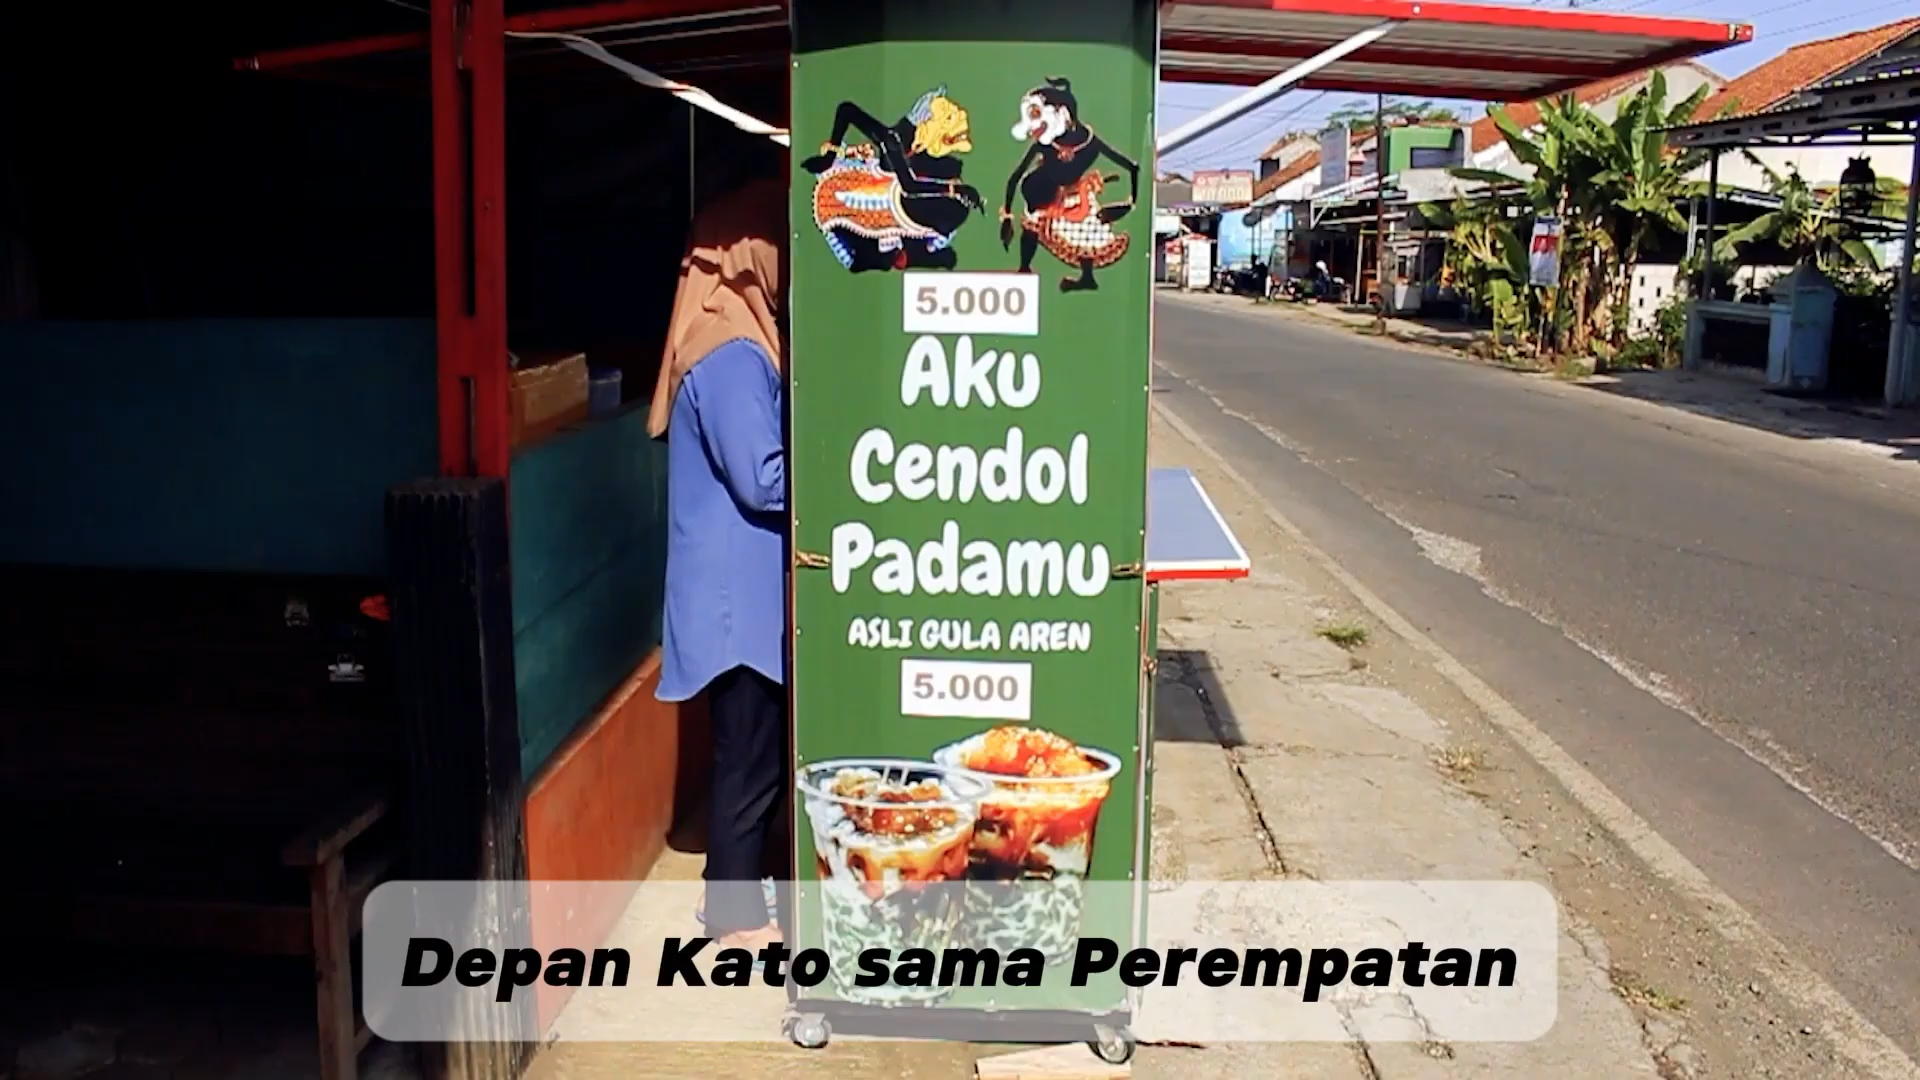 5.000
Aku
Cendol
Padamu
ASLI GULA AREN
5.000
Depan Kato sama Perempatan